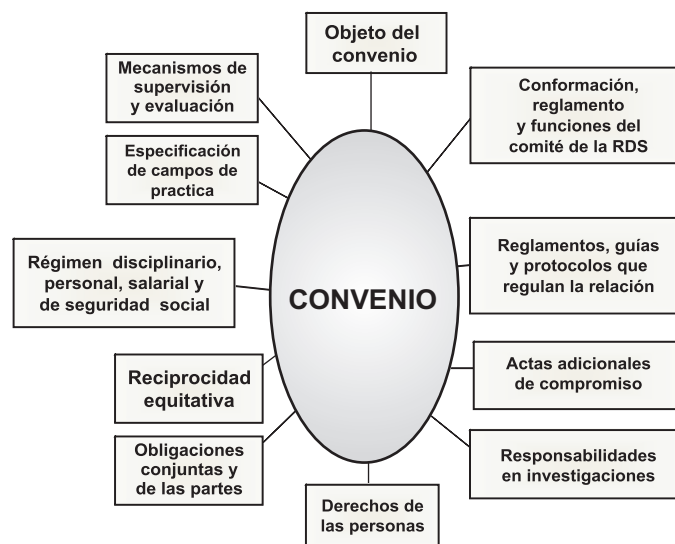 Objeto del
convenio
Mecanismos de
supervisión
y evaluación
Conformación,
reglamento
y funciones del
comité de la RDS
Especificación
de campos de
practica
Régimen disciplinario,
personal, salarial y
de seguridad social
Reglamentos, guías
y protocolos que
regulan la relación
CONVENIO
Reciprocidad
equitativa
Actas adicionales
de compromiso
Obligaciones
conjuntas y
de las partes
Responsabilidades
en investigaciones
Derechos de
las personas